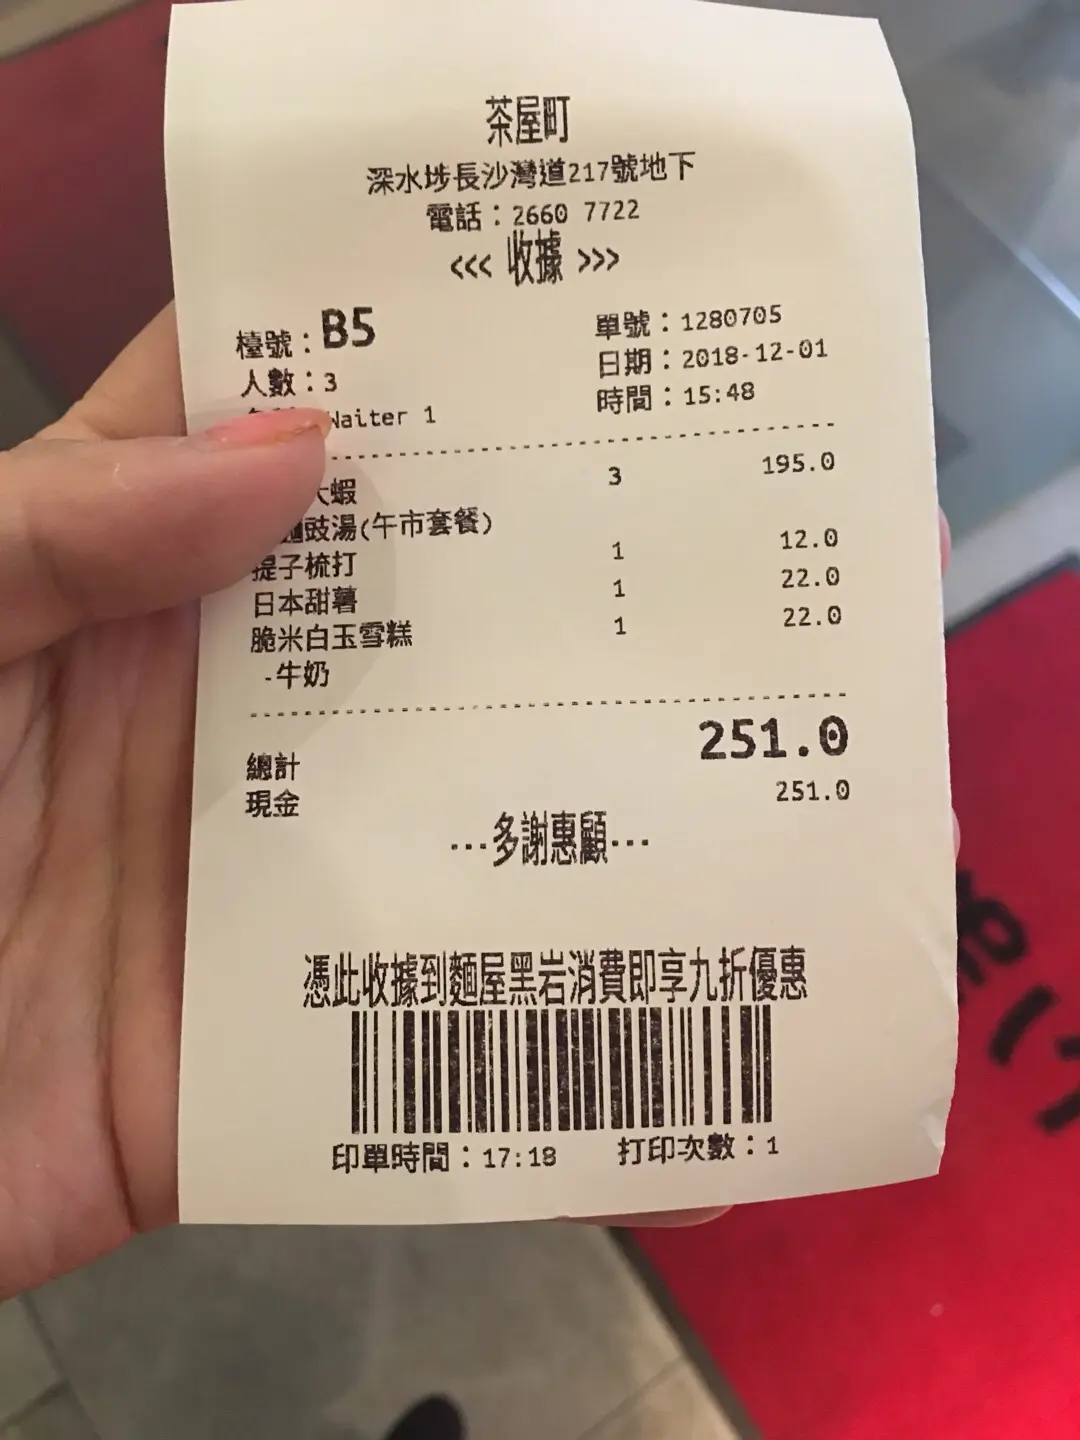 茶屋町
深水埗長沙灣道217號地下
電話：2660 7722
<<< 收據 >>>
檯號：B5 單號：1280705
人數：3 日期：2018-12-01
Waiter 1 時間：15:48
大蝦 3 195.0
麵豉湯(午市套餐)
提子梳打 1 12.0
日本甜薯 1 22.0
脆米白玉雪糕 1 22.0
-牛奶
總計 251.0
現金 251.0
---多謝惠顧---
憑此收據到麵屋黑岩消費即享九折優惠
印單時間：17:18 打印次數：1